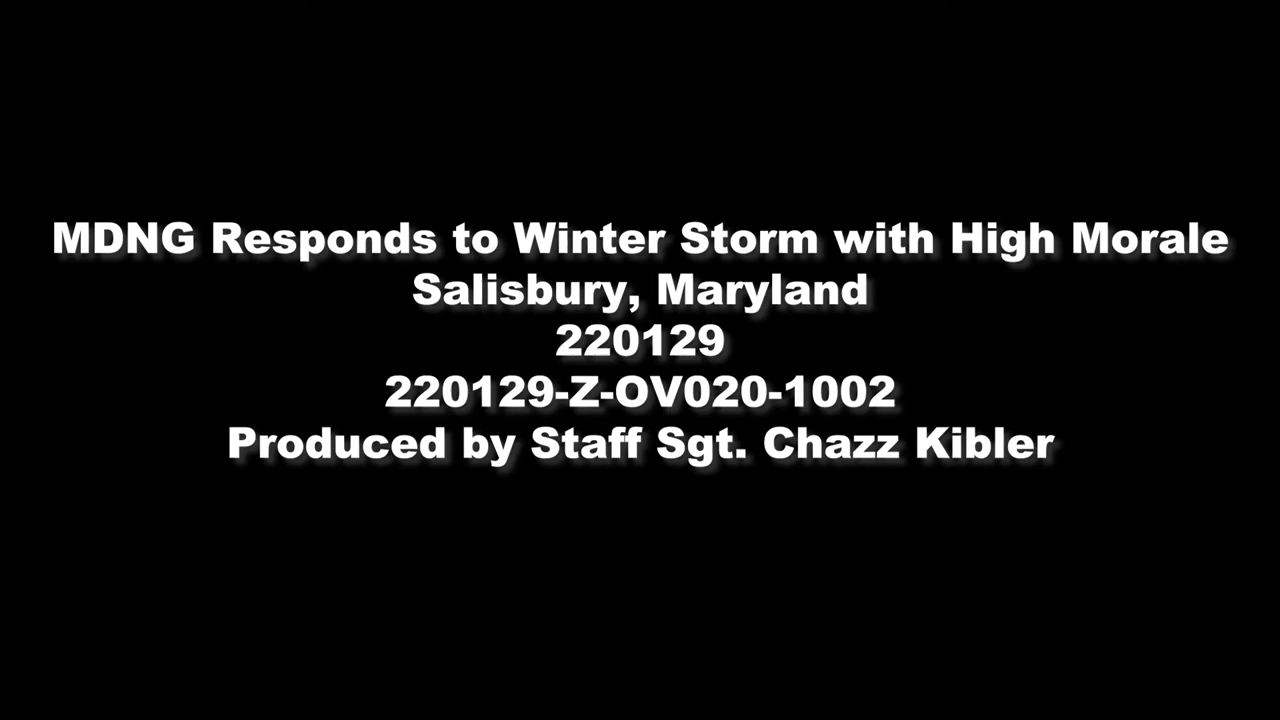 MDNG Responds to Winter Storm with High Morale
Salisbury, Maryland
220129
220129-Z-OV020-1002
Produced by Staff Sgt. Chazz Kibler